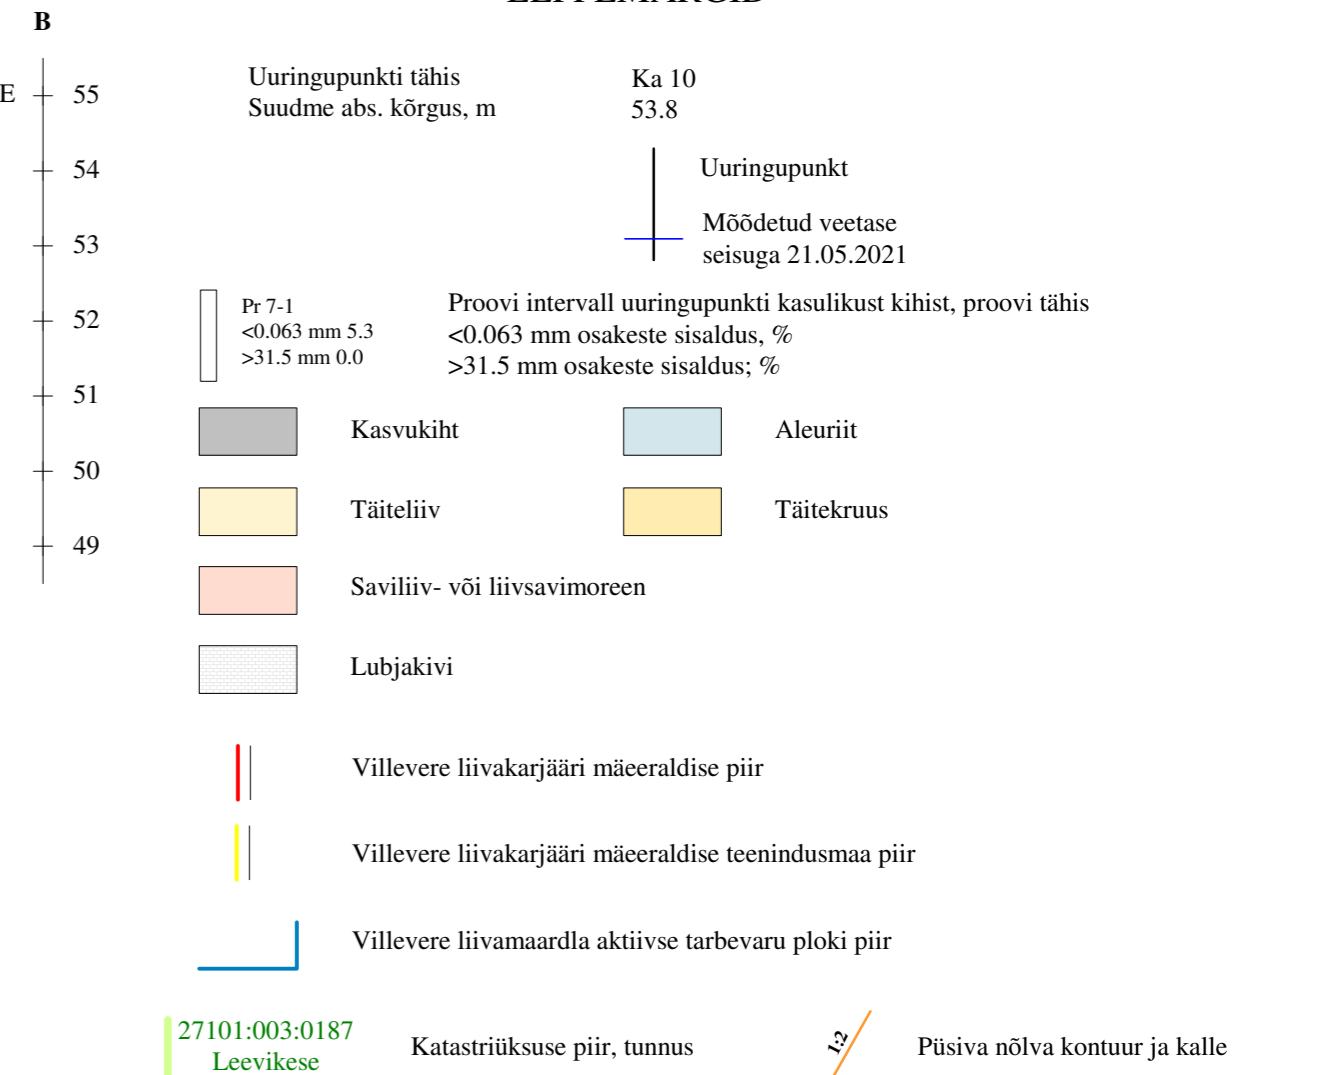 B
E
55
54
53
52
51
50
49
Uuringupunkti tähis
Suudme abs. kõrgus, m
Ka 10
53.8
Uuringupunkt
Mõõdetud veetase
seisuga 21.05.2021
Pr 7-1
<0.063 mm 5.3
>31.5 mm 0.0
Proovi intervall uuringupunkti kasulikust kihist, proovi tähis
<0.063 mm osakeste sisaldus, %
>31.5 mm osakeste sisaldus; %
Kasvukiht
Aleuriit
Täiteliiv
Täitekruus
Saviliiv- või liivsavimoreen
Lubjakivi
Villevere liivakarjääri mäeeraldise piir
Villevere liivakarjääri mäeeraldise teenindusmaa piir
Villevere liivamaardla aktiivse tarbevaru ploki piir
27101:003:0187
Leevikese
Katastriüksuse piir, tunnus
1:2
Püsiva nõlva kontuur ja kalle